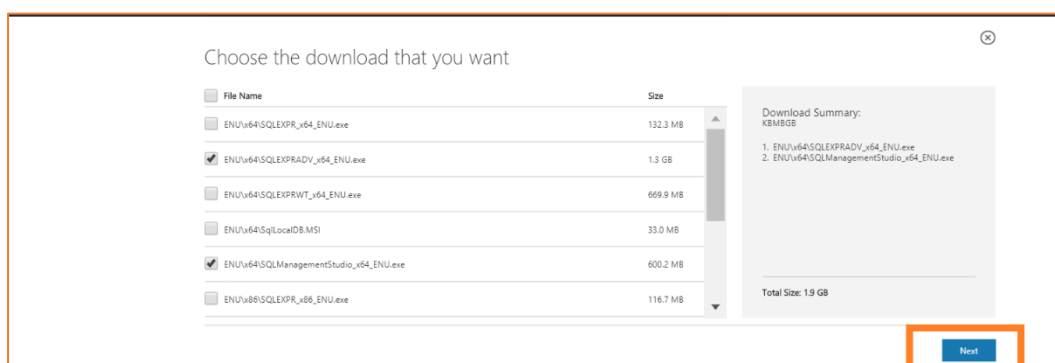 Choose the download that you want
File Name Size
ENU\x64\SQLEXPR_x64_ENU.exe 132.3 MB
ENU\x64\SQLEXPRADV_x64_ENU.exe 1.3 GB
ENU\x64\SQLEXPRWT_x64_ENU.exe 669.9 MB
ENU\x64\SqlLocalDB.MSI 33.0 MB
ENU\x64\SQLManagementStudio_x64_ENU.exe 600.2 MB
ENU\x86\SQLEXPR_x86_ENU.exe 116.7 MB
Download Summary:
KBMBGB
1. ENU\x64\SQLEXPRADV_x64_ENU.exe
2. ENU\x64\SQLManagementStudio_x64_ENU.exe
Total Size: 1.9 GB
Next